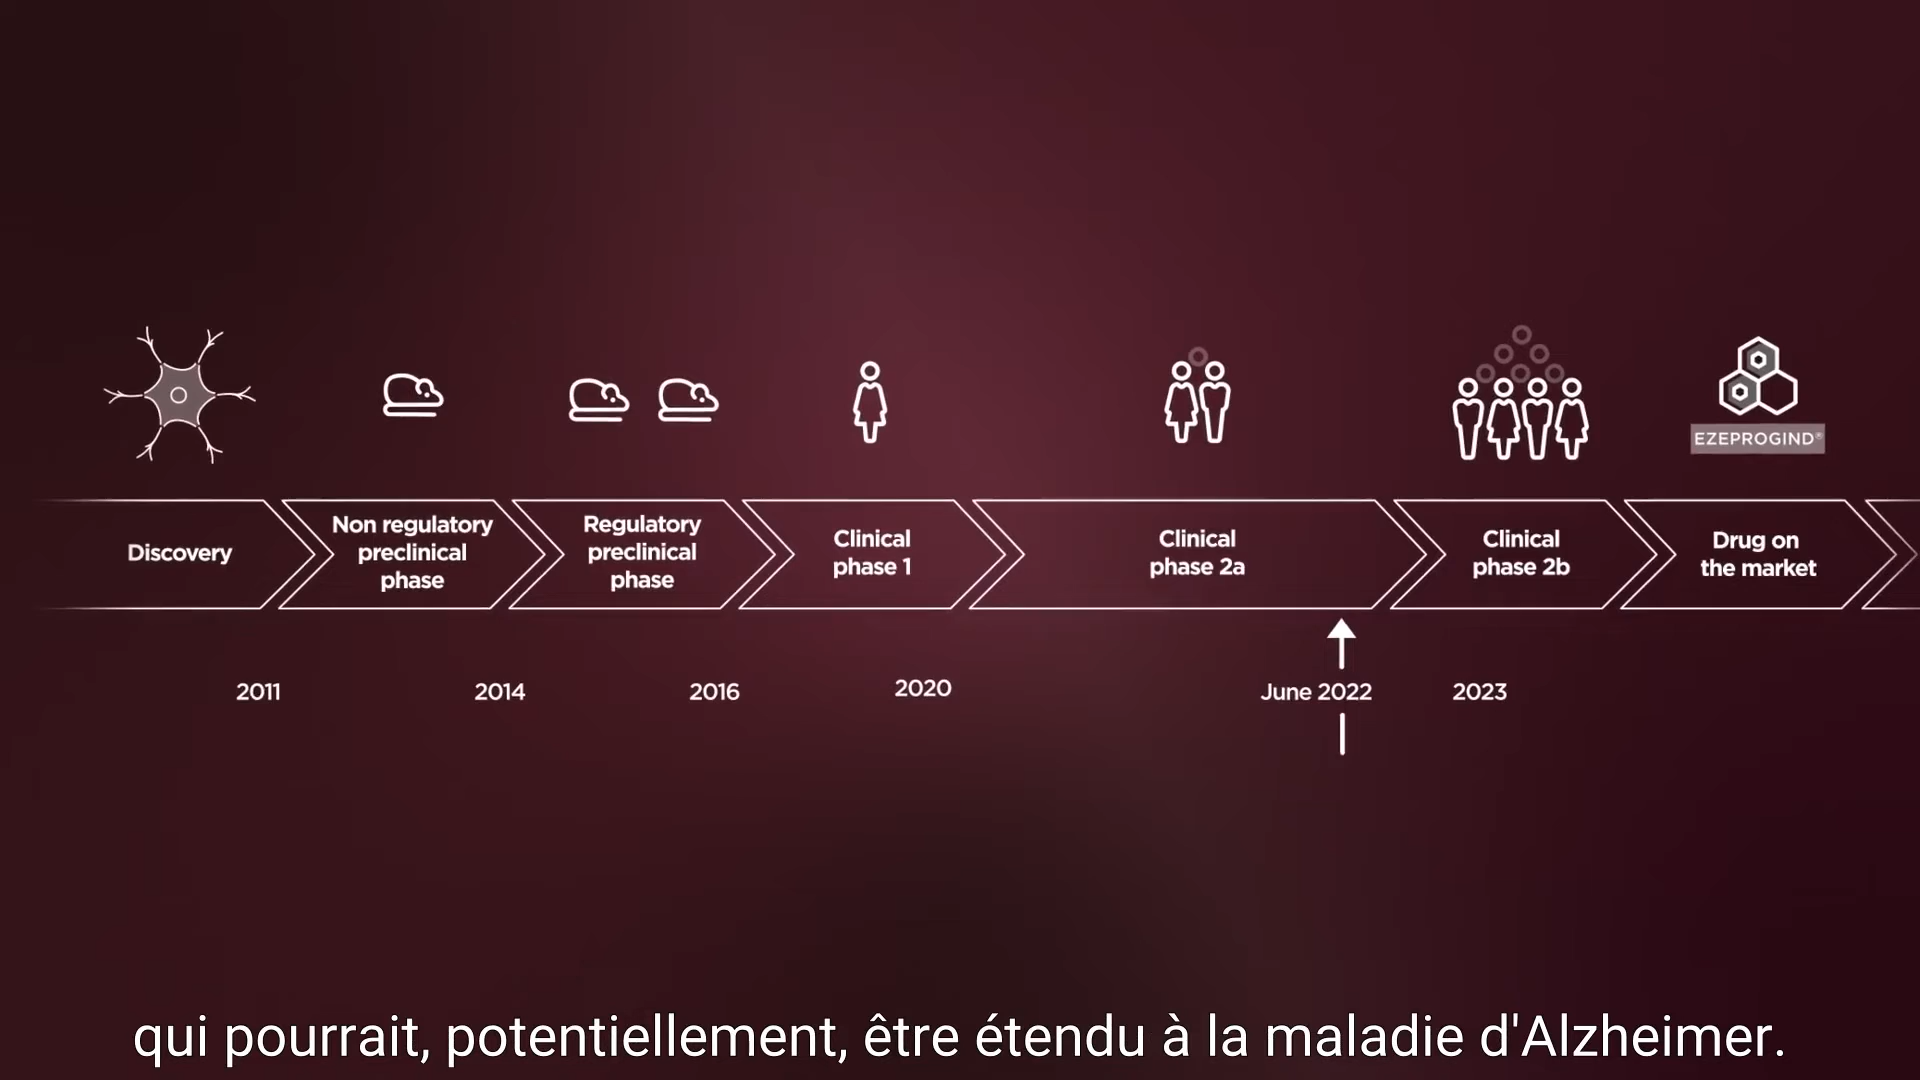 EZEPROGIND®
Discovery
Non regulatory
preclinical
phase
Regulatory
preclinical
phase
Clinical
phase 1
Clinical
phase 2a
Clinical
phase 2b
Drug on
the market
2011
2014
2016
2020
June 2022
2023
qui pourrait, potentiellement, être étendu à la maladie d'Alzheimer.